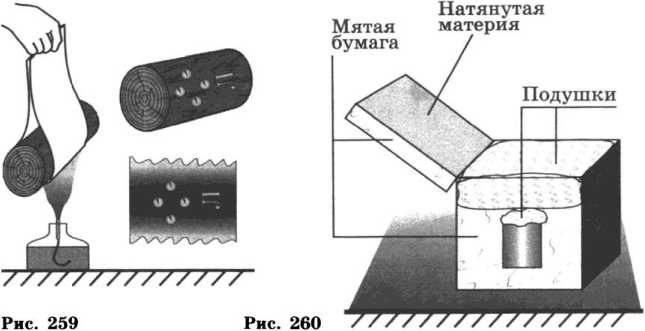 Натянутая
материя
Мятая
бумага
Подушки
Рис. 259
Рис. 260